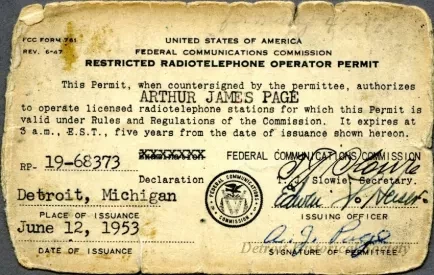 FCC FORM 781
REV. 6-47
UNITED STATES OF AMERICA
FEDERAL COMMUNICATIONS COMMISSION
RESTRICTED RADIOTELEPHONE OPERATOR PERMIT
This Permit, when countersigned by the permittee, authorizes
ARTHUR JAMES PAGE
to operate licensed radiotelephone stations for which this Permit is
valid under Rules and Regulations of the Commission. It expires at
3 a.m., E.S.T., five years from the date of issuance shown hereon.
RP- 19-68373
Examination
Declaration
FEDERAL COMMUNICATIONS COMMISSION
T. J. Slowie, Secretary.
Detroit, Michigan
PLACE OF ISSUANCE
ISSUING OFFICER
June 12, 1953
A. J. Page
DATE OF ISSUANCE
SIGNATURE OF PERMITTEE
Detroit